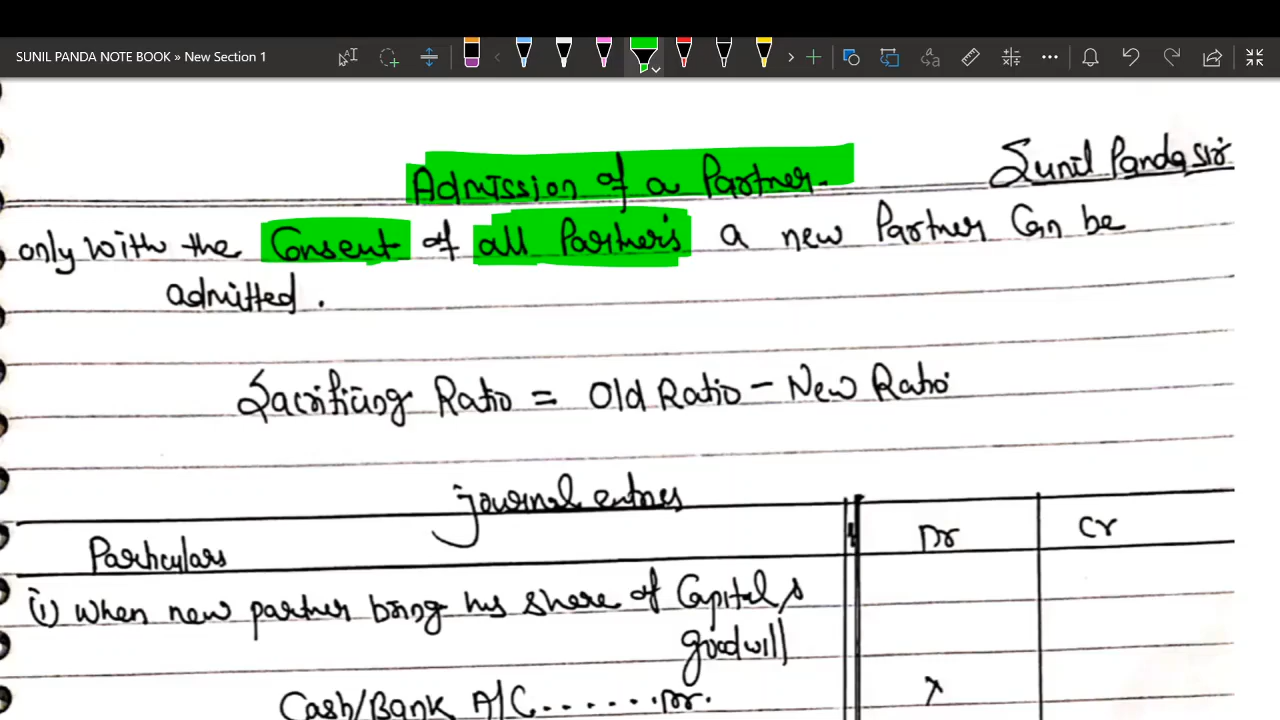 SUNIL PANDA NOTE BOOK » New Section 1
Admission of a Partner.
Sunil Panda sir
only with the Consent of all Partner's a new Partner Can be
admitted.
Sacrificing Ratio = Old Ratio - New Ratio
journal entries
Particulars Dr Cr
(i) When new partner bring his share of Capital &
goodwill
Cash/Bank A/C.......Dr. x